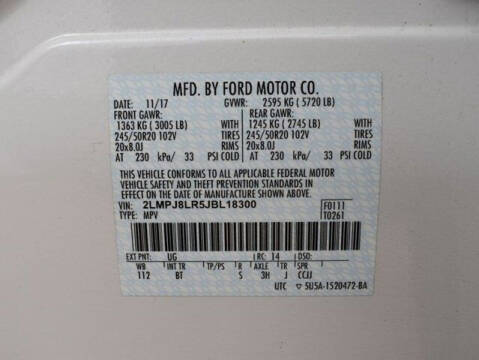 MFD. BY FORD MOTOR CO.
DATE: 11/17 GVWR: 2595 KG ( 5720 LB)
FRONT GAWR: REAR GAWR:
1363 KG ( 3005 LB) WITH 1245 KG ( 2745 LB) WITH
245/50R20 102V TIRES 245/50R20 102V TIRES
20x8.0J RIMS 20x8.0J RIMS
AT 230 kPa/ 33 PSI COLD AT 230 kPa/ 33 PSI COLD
THIS VEHICLE CONFORMS TO ALL APPLICABLE FEDERAL MOTOR
VEHICLE SAFETY AND THEFT PREVENTION STANDARDS IN
EFFECT ON THE DATE OF MANUFACTURE SHOWN ABOVE.
VIN: 2LMPJ8LR5JBL18300 F0111
TYPE: MPV T0261
EXT PNT: UG RC: 14 DSO:
WB INT TR TP/PS R AXLE TR SPR
112 BT S 3H J CCJJ
UTC 5U5A-1520472-BA